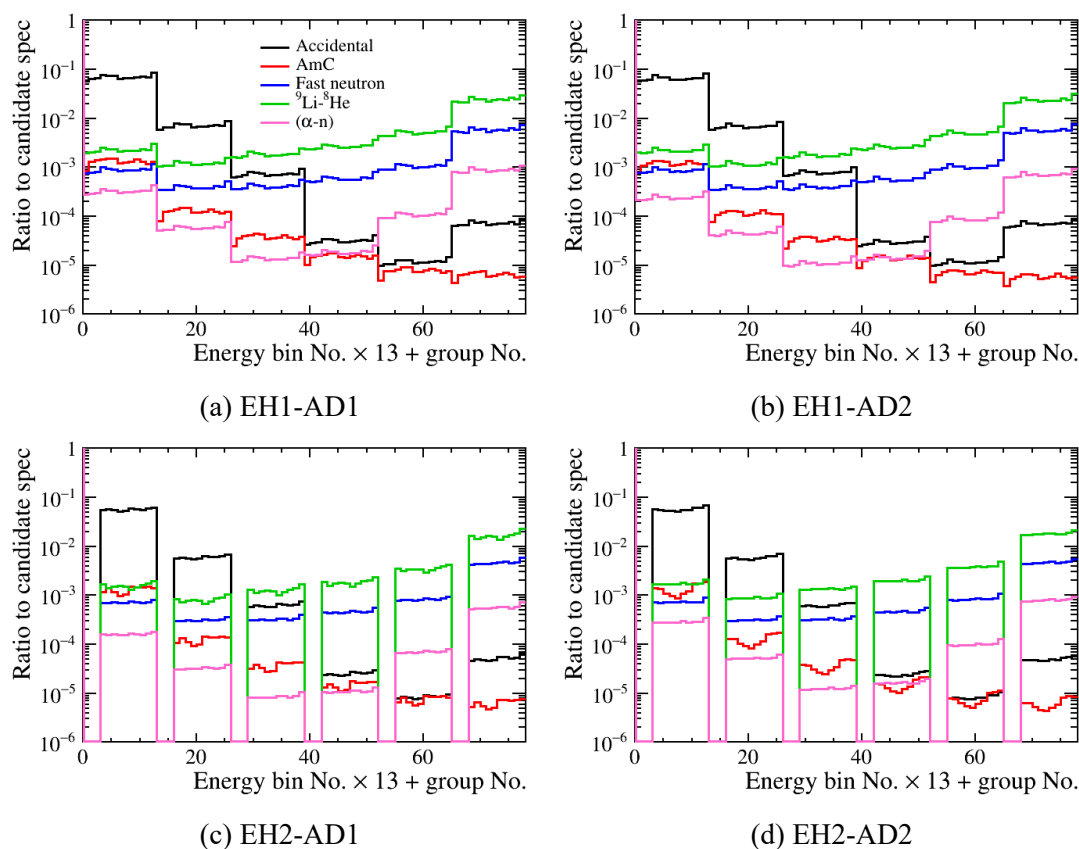 Ratio to candidate spec
1
10⁻¹
10⁻²
10⁻³
10⁻⁴
10⁻⁵
10⁻⁶
Accidental
AmC
Fast neutron
⁹Li-⁸He
(α-n)
0 20 40 60
Energy bin No. × 13 + group No.
(a) EH1-AD1
Ratio to candidate spec
1
10⁻¹
10⁻²
10⁻³
10⁻⁴
10⁻⁵
10⁻⁶
0 20 40 60
Energy bin No. × 13 + group No.
(b) EH1-AD2
Ratio to candidate spec
1
10⁻¹
10⁻²
10⁻³
10⁻⁴
10⁻⁵
10⁻⁶
0 20 40 60
Energy bin No. × 13 + group No.
(c) EH2-AD1
Ratio to candidate spec
1
10⁻¹
10⁻²
10⁻³
10⁻⁴
10⁻⁵
10⁻⁶
0 20 40 60
Energy bin No. × 13 + group No.
(d) EH2-AD2